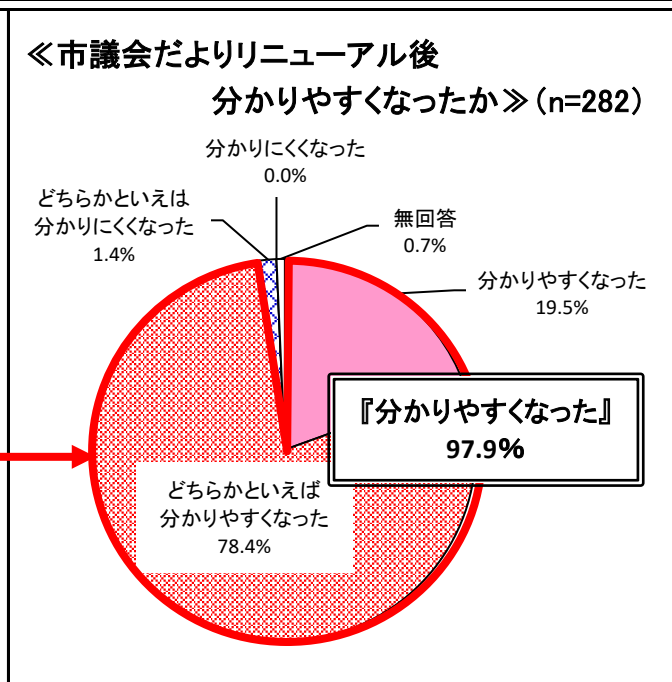 ≪市議会だよりリニューアル後
分かりやすくなったか≫(n=282)
分かりにくくなった
0.0%
どちらかといえは
分かりにくくなった
1.4%
無回答
0.7%
分かりやすくなった
19.5%
『分かりやすくなった』
97.9%
どちらかといえば
分かりやすくなった
78.4%